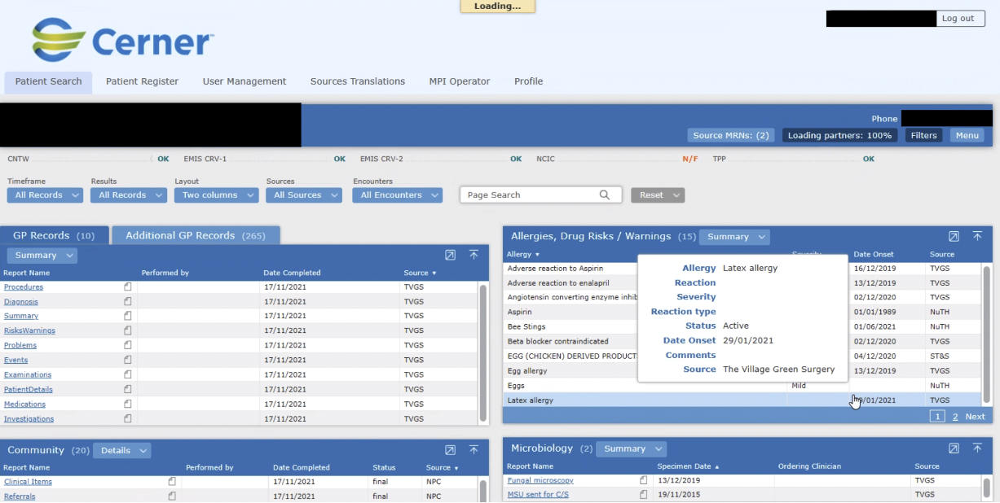 Loading...
Log out
Cerner
Patient Search Patient Register User Management Sources Translations MPI Operator Profile
Phone
Source MRNs: (2) Loading partners: 100% Filters Menu
CNTW OK EMIS CRV-1 OK EMIS CRV-2 OK NCIC N/F TPP OK
Timeframe Results Layout Sources Encounters
All Records All Records Two columns All Sources All Encounters Page Search Reset
GP Records (10) Additional GP Records (265)
Summary
Report Name Performed by Date Completed Source
Procedures 17/11/2021 TVGS
Diagnosis 17/11/2021 TVGS
Summary 17/11/2021 TVGS
RisksWarnings 17/11/2021 TVGS
Problems 17/11/2021 TVGS
Events 17/11/2021 TVGS
Examinations 17/11/2021 TVGS
PatientDetails 17/11/2021 TVGS
Medications 17/11/2021 TVGS
Investigations 17/11/2021 TVGS
Allergies, Drug Risks / Warnings (15) Summary
Allergy Date Onset Source
Adverse reaction to Aspirin 16/12/2019 TVGS
Adverse reaction to enalapril 13/12/2019 TVGS
Angiotensin converting enzyme inhib 02/12/2020 TVGS
Aspirin 01/01/1989 NuTH
Bee Stings 01/06/2021 NuTH
Beta blocker contraindicated 02/12/2020 TVGS
EGG (CHICKEN) DERIVED PRODUCT 04/12/2020 ST&S
Egg allergy 13/12/2019 TVGS
Eggs Mild NuTH
Latex allergy 9/01/2021 TVGS
1 2 Next
Allergy Latex allergy
Reaction
Severity
Reaction type
Status Active
Date Onset 29/01/2021
Comments
Source The Village Green Surgery
Community (20) Details
Report Name Performed by Date Completed Status Source
Clinical Items 17/11/2021 final NPC
Referrals 17/11/2021 final NPC
Microbiology (2) Summary
Report Name Specimen Date Ordering Clinician Source
Fungal microscopy 13/12/2019 TVGS
MSU sent for C/S 19/11/2015 TVGS